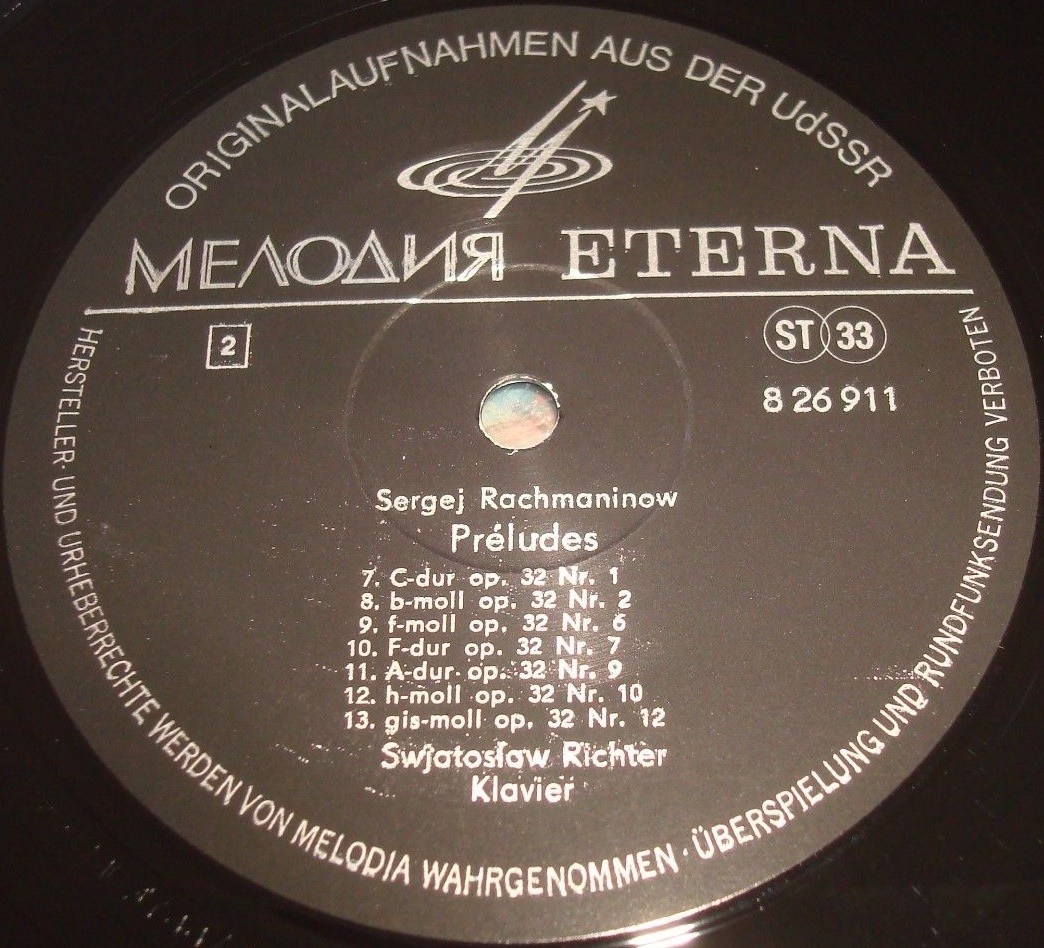 ORIGINALAUFNAHMEN AUS DER UdSSR
МЕЛОДИЯ ETERNA
2
ST 33
8 26 911
Sergej Rachmaninow
Préludes
7. C-dur op. 32 Nr. 1
8. b-moll op. 32 Nr. 2
9. f-moll op. 32 Nr. 6
10. F-dur op. 32 Nr. 7
11. A-dur op. 32 Nr. 9
12. h-moll op. 32 Nr. 10
13. gis-moll op. 32 Nr. 12
Swjatoslaw Richter
Klavier
HERSTELLER- UND URHEBERRECHTE WERDEN VON MELODIA WAHRGENOMMEN · ÜBERSPIELUNG UND RUNDFUNKSENDUNG VERBOTEN